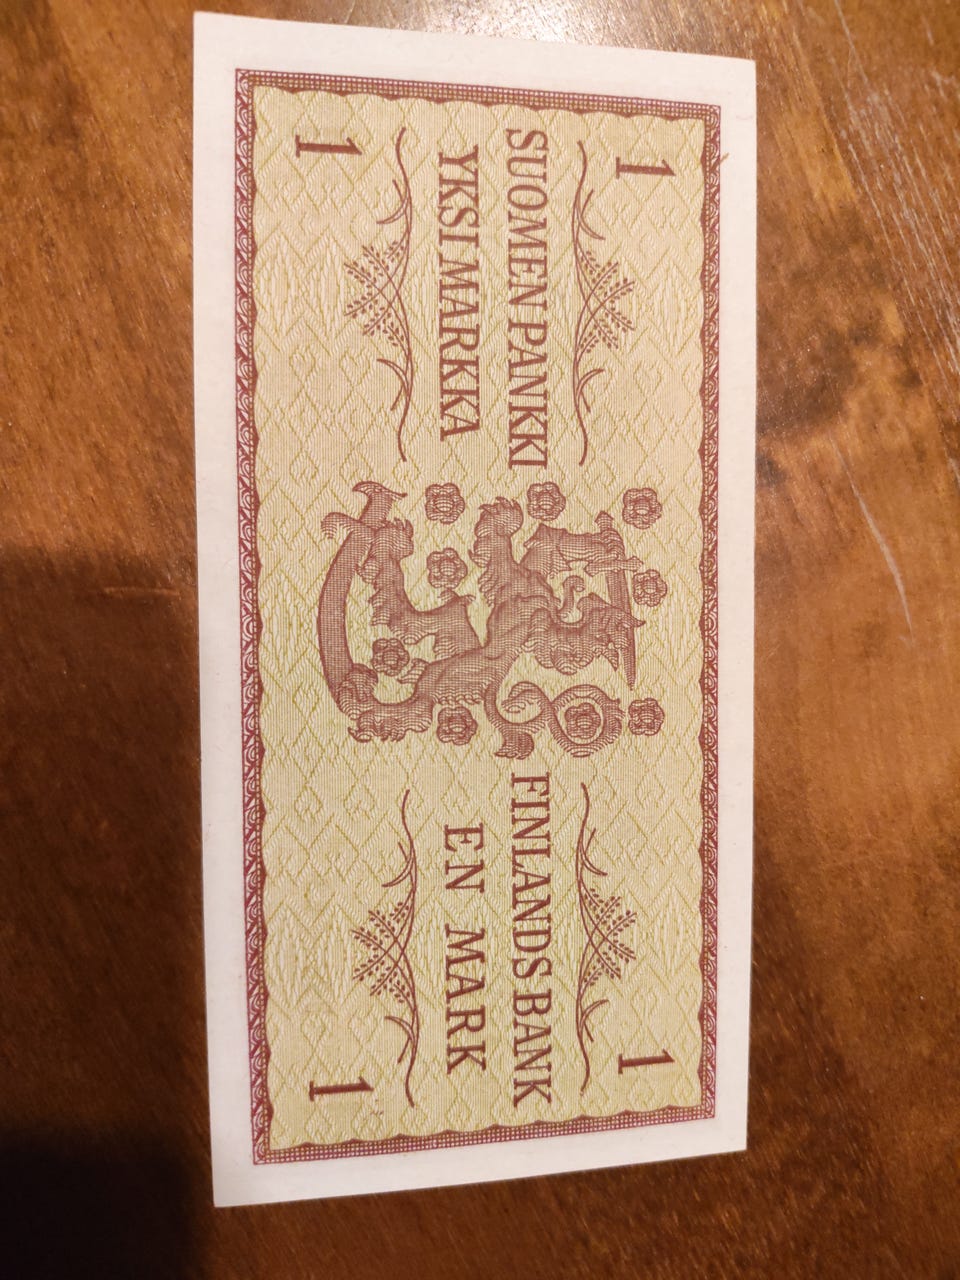 1 1
SUOMEN PANKKI FINLANDS BANK
YKSI MARKKA EN MARK
1 1